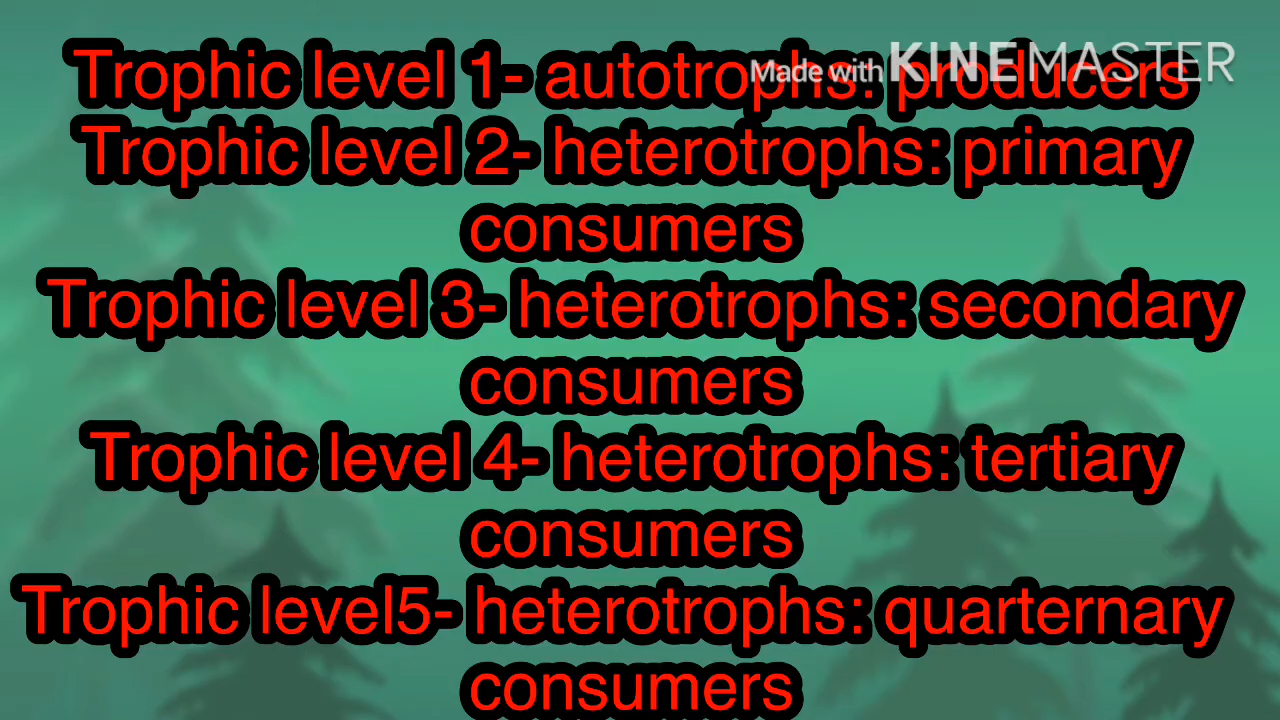 Trophic level 1- autotrophs: producers
Made with KINEMASTER
Trophic level 2- heterotrophs: primary
consumers
Trophic level 3- heterotrophs: secondary
consumers
Trophic level 4- heterotrophs: tertiary
consumers
Trophic level5- heterotrophs: quarternary
consumers